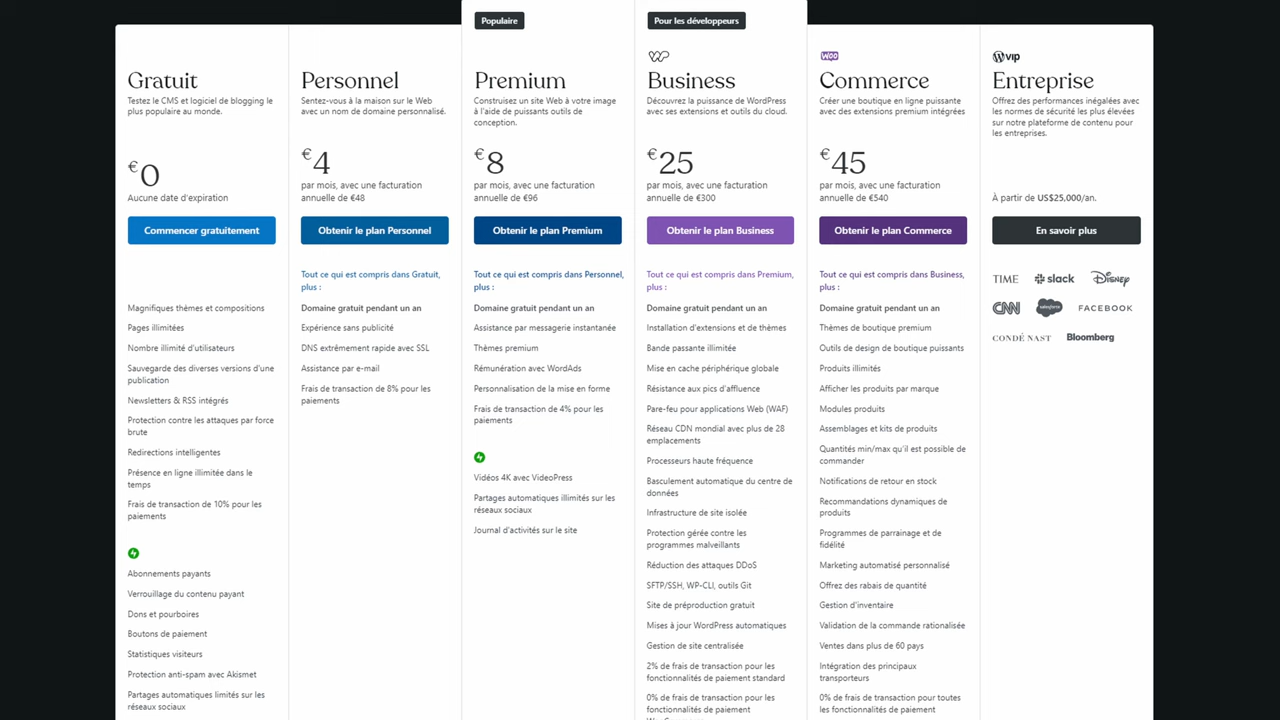 Populaire
Pour les développeurs
Gratuit
Testez le CMS et logiciel de blogging le
plus populaire au monde.
€0
Aucune date d'expiration
Commencer gratuitement
Magnifiques thèmes et compositions
Pages illimitées
Nombre illimité d'utilisateurs
Sauvegarde des diverses versions d'une
publication
Newsletters & RSS intégrés
Protection contre les attaques par force
brute
Redirections intelligentes
Présence en ligne illimitée dans le
temps
Frais de transaction de 10% pour les
paiements
Abonnements payants
Verrouillage du contenu payant
Dons et pourboires
Boutons de paiement
Statistiques visiteurs
Protection anti-spam avec Akismet
Partages automatiques limités sur les
réseaux sociaux
Personnel
Sentez-vous à la maison sur le Web
avec un nom de domaine personnalisé.
€4
par mois, avec une facturation
annuelle de €48
Obtenir le plan Personnel
Tout ce qui est compris dans Gratuit,
plus :
Domaine gratuit pendant un an
Expérience sans publicité
DNS extrêmement rapide avec SSL
Assistance par e-mail
Frais de transaction de 8% pour les
paiements
Premium
Construisez un site Web à votre image
à l'aide de puissants outils de
conception.
€8
par mois, avec une facturation
annuelle de €96
Obtenir le plan Premium
Tout ce qui est compris dans Personnel,
plus :
Domaine gratuit pendant un an
Assistance par messagerie instantanée
Thèmes premium
Rémunération avec WordAds
Personnalisation de la mise en forme
Frais de transaction de 4% pour les
paiements
Vidéos 4K avec VideoPress
Partages automatiques illimités sur les
réseaux sociaux
Journal d'activités sur le site
Business
Découvrez la puissance de WordPress
avec ses extensions et outils du cloud.
€25
par mois, avec une facturation
annuelle de €300
Obtenir le plan Business
Tout ce qui est compris dans Premium,
plus :
Domaine gratuit pendant un an
Installation d'extensions et de thèmes
Bande passante illimitée
Mise en cache périphérique globale
Résistance aux pics d'affluence
Pare-feu pour applications Web (WAF)
Réseau CDN mondial avec plus de 28
emplacements
Processeurs haute fréquence
Basculement automatique du centre de
données
Infrastructure de site isolée
Protection gérée contre les
programmes malveillants
Réduction des attaques DDoS
SFTP/SSH, WP-CLI, outils Git
Site de préproduction gratuit
Mises à jour WordPress automatiques
Gestion de site centralisée
2% de frais de transaction pour les
fonctionnalités de paiement standard
0% de frais de transaction pour les
fonctionnalités de paiement
WOO
Commerce
Créer une boutique en ligne puissante
avec des extensions premium intégrées
€45
par mois, avec une facturation
annuelle de €540
Obtenir le plan Commerce
Tout ce qui est compris dans Business,
plus :
Domaine gratuit pendant un an
Thèmes de boutique premium
Outils de design de boutique puissants
Produits illimités
Afficher les produits par marque
Modules produits
Assemblages et kits de produits
Quantités min/max qu'il est possible de
commander
Notifications de retour en stock
Recommandations dynamiques de
produits
Programmes de parrainage et de
fidélité
Marketing automatisé personnalisé
Offrez des rabais de quantité
Gestion d'inventaire
Validation de la commande rationalisée
Ventes dans plus de 60 pays
Intégration des principaux
transporteurs
0% de frais de transaction pour toutes
les fonctionnalités de paiement
vip
Entreprise
Offrez des performances inégalées avec
les normes de sécurité les plus élevées
sur notre plateforme de contenu pour
les entreprises.
À partir de US$25,000/an.
En savoir plus
TIME slack Disney
CNN salesforce FACEBOOK
CONDÉ NAST Bloomberg